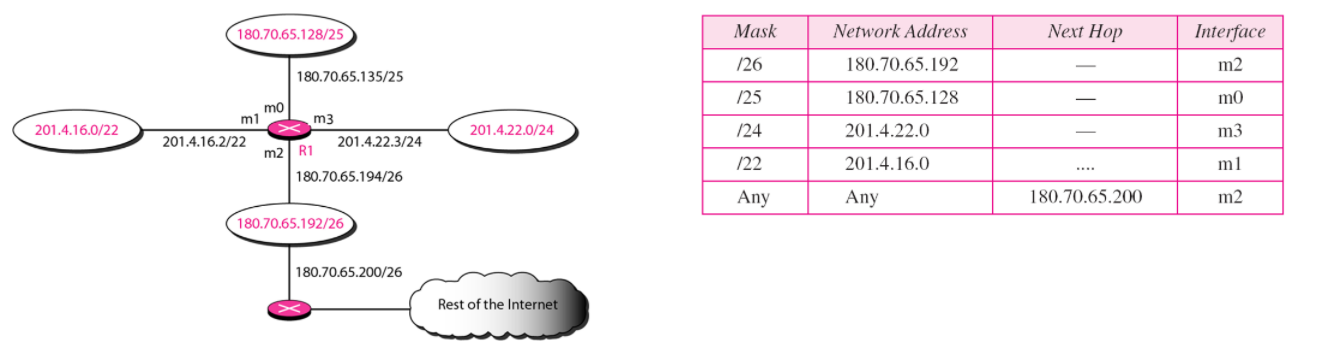 180.70.65.128/25
180.70.65.135/25
m0
m1
m3
201.4.16.0/22
201.4.22.0/24
201.4.16.2/22
201.4.22.3/24
m2
R1
180.70.65.194/26
180.70.65.192/26
180.70.65.200/26
Rest of the Internet
Mask Network Address Next Hop Interface
/26 180.70.65.192 — m2
/25 180.70.65.128 — m0
/24 201.4.22.0 — m3
/22 201.4.16.0 .... m1
Any Any 180.70.65.200 m2